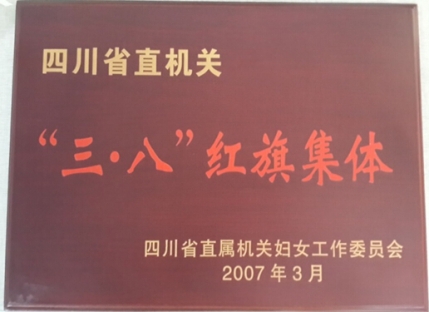 四川省直机关
“三·八”红旗集体
四川省直属机关妇女工作委员会
2007年3月